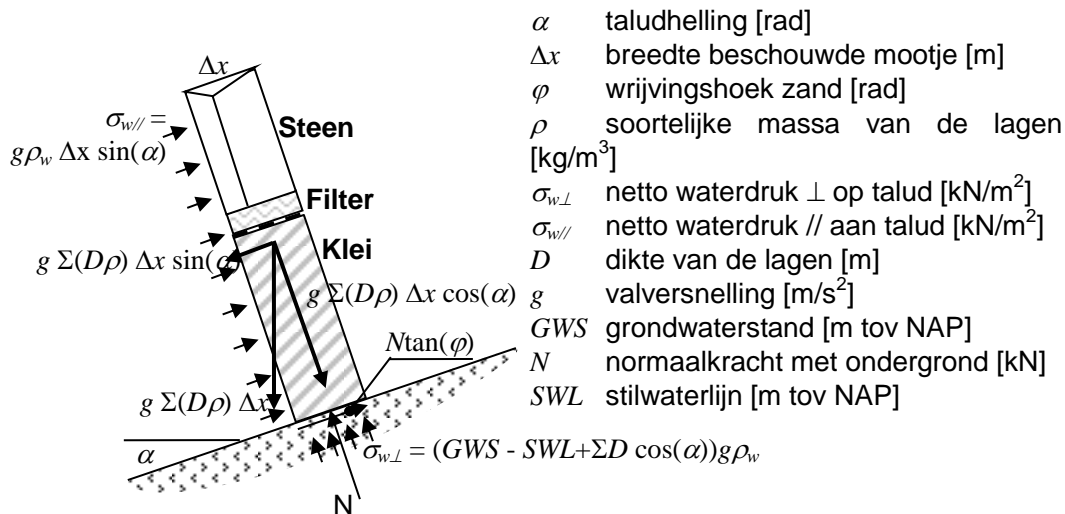 Δx
σw// =
gρw Δx sin(α)
Steen
Filter
Klei
g Σ(Dρ) Δx sin(α)
g Σ(Dρ) Δx cos(α)
Ntan(φ)
g Σ(Dρ) Δx
α
σw⊥ = (GWS - SWL+ΣD cos(α))gρw
N
α taludhelling [rad]
Δx breedte beschouwde mootje [m]
φ wrijvingshoek zand [rad]
ρ soortelijke massa van de lagen
[kg/m³]
σw⊥ netto waterdruk ⊥ op talud [kN/m²]
σw// netto waterdruk // aan talud [kN/m²]
D dikte van de lagen [m]
g valversnelling [m/s²]
GWS grondwaterstand [m tov NAP]
N normaalkracht met ondergrond [kN]
SWL stilwaterlijn [m tov NAP]